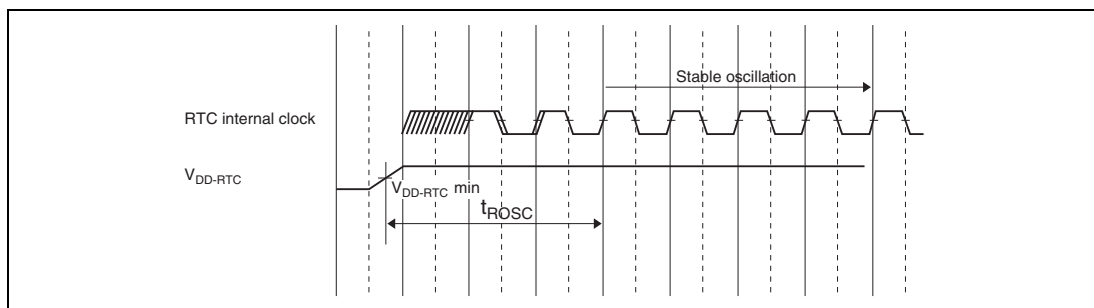 Stable oscillation
RTC internal clock
VDD-RTC
VDD-RTC min
tROSC